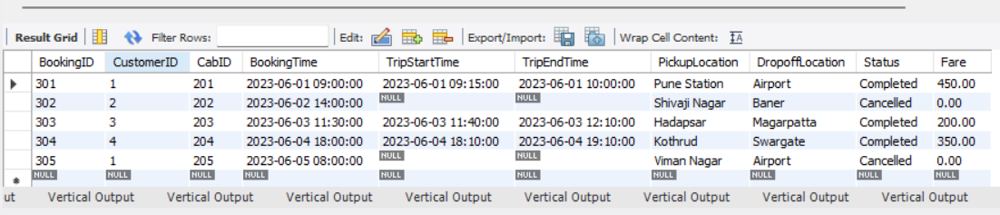 Result Grid Filter Rows: Edit: Export/Import: Wrap Cell Content: IA
BookingID CustomerID CabID BookingTime TripStartTime TripEndTime PickupLocation DropoffLocation Status Fare
301 1 201 2023-06-01 09:00:00 2023-06-01 09:15:00 2023-06-01 10:00:00 Pune Station Airport Completed 450.00
302 2 202 2023-06-02 14:00:00 NULL NULL Shivaji Nagar Baner Cancelled 0.00
303 3 203 2023-06-03 11:30:00 2023-06-03 11:40:00 2023-06-03 12:10:00 Hadapsar Magarpatta Completed 200.00
304 4 204 2023-06-04 18:00:00 2023-06-04 18:10:00 2023-06-04 19:10:00 Kothrud Swargate Completed 350.00
305 1 205 2023-06-05 08:00:00 NULL NULL Viman Nagar Airport Cancelled 0.00
NULL NULL NULL NULL NULL NULL NULL NULL NULL NULL
ut Vertical Output Vertical Output Vertical Output Vertical Output Vertical Output Vertical Output Vertical Output Vertical Output